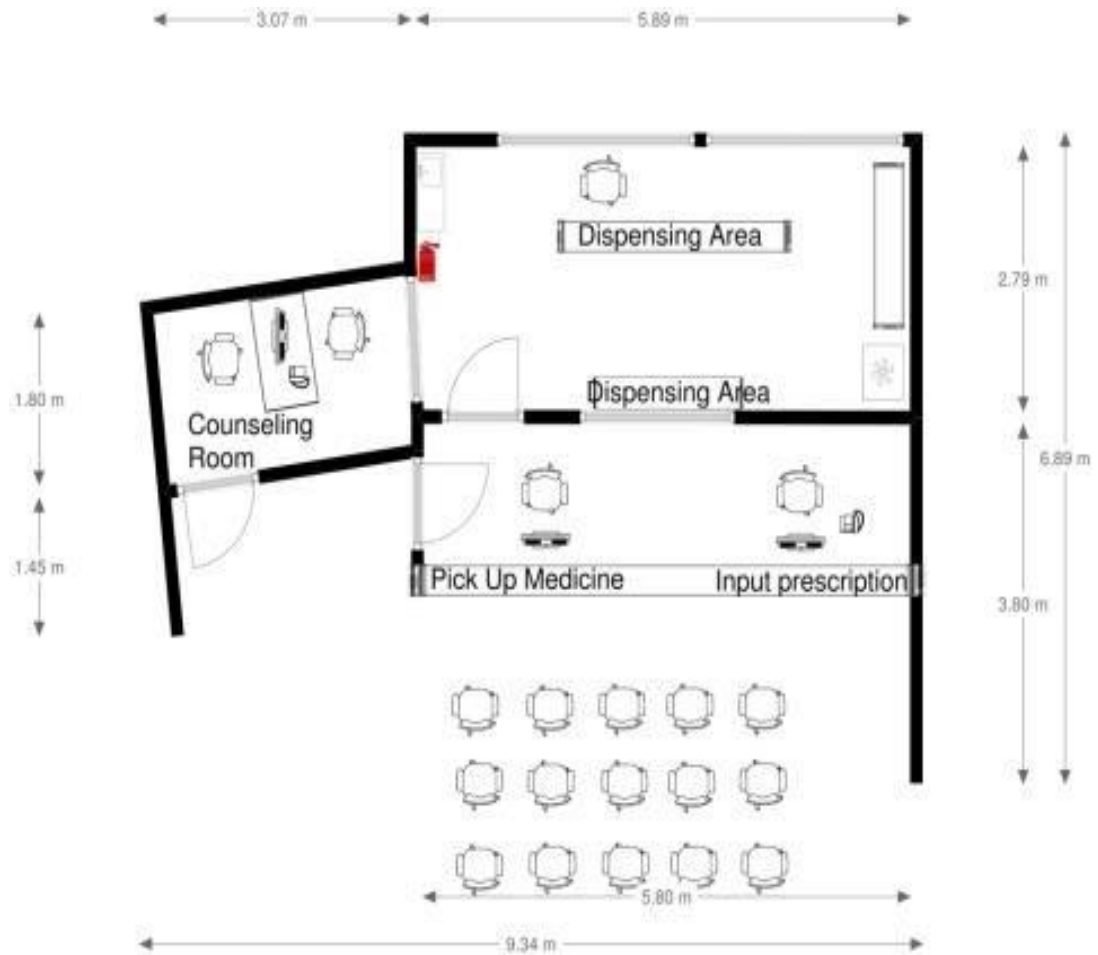 3.07 m
5.89 m
Dispensing Area
2.79 m
Dispensing Area
1.80 m
Counseling
Room
6.89 m
1.45 m
Pick Up Medicine
Input prescription
3.80 m
5.80 m
9.34 m